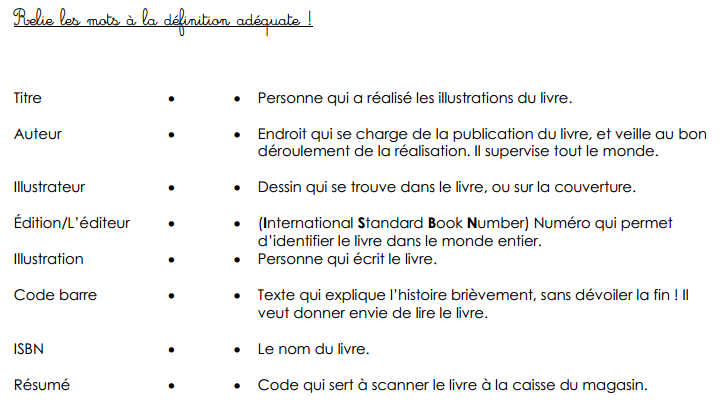 Relie les mots à la définition adéquate !
Titre • • Personne qui a réalisé les illustrations du livre.
Auteur • • Endroit qui se charge de la publication du livre, et veille au bon
déroulement de la réalisation. Il supervise tout le monde.
Illustrateur • • Dessin qui se trouve dans le livre, ou sur la couverture.
Édition/L’éditeur • • (International Standard Book Number) Numéro qui permet
d’identifier le livre dans le monde entier.
Illustration • • Personne qui écrit le livre.
Code barre • • Texte qui explique l’histoire brièvement, sans dévoiler la fin ! Il
veut donner envie de lire le livre.
ISBN • • Le nom du livre.
Résumé • • Code qui sert à scanner le livre à la caisse du magasin.